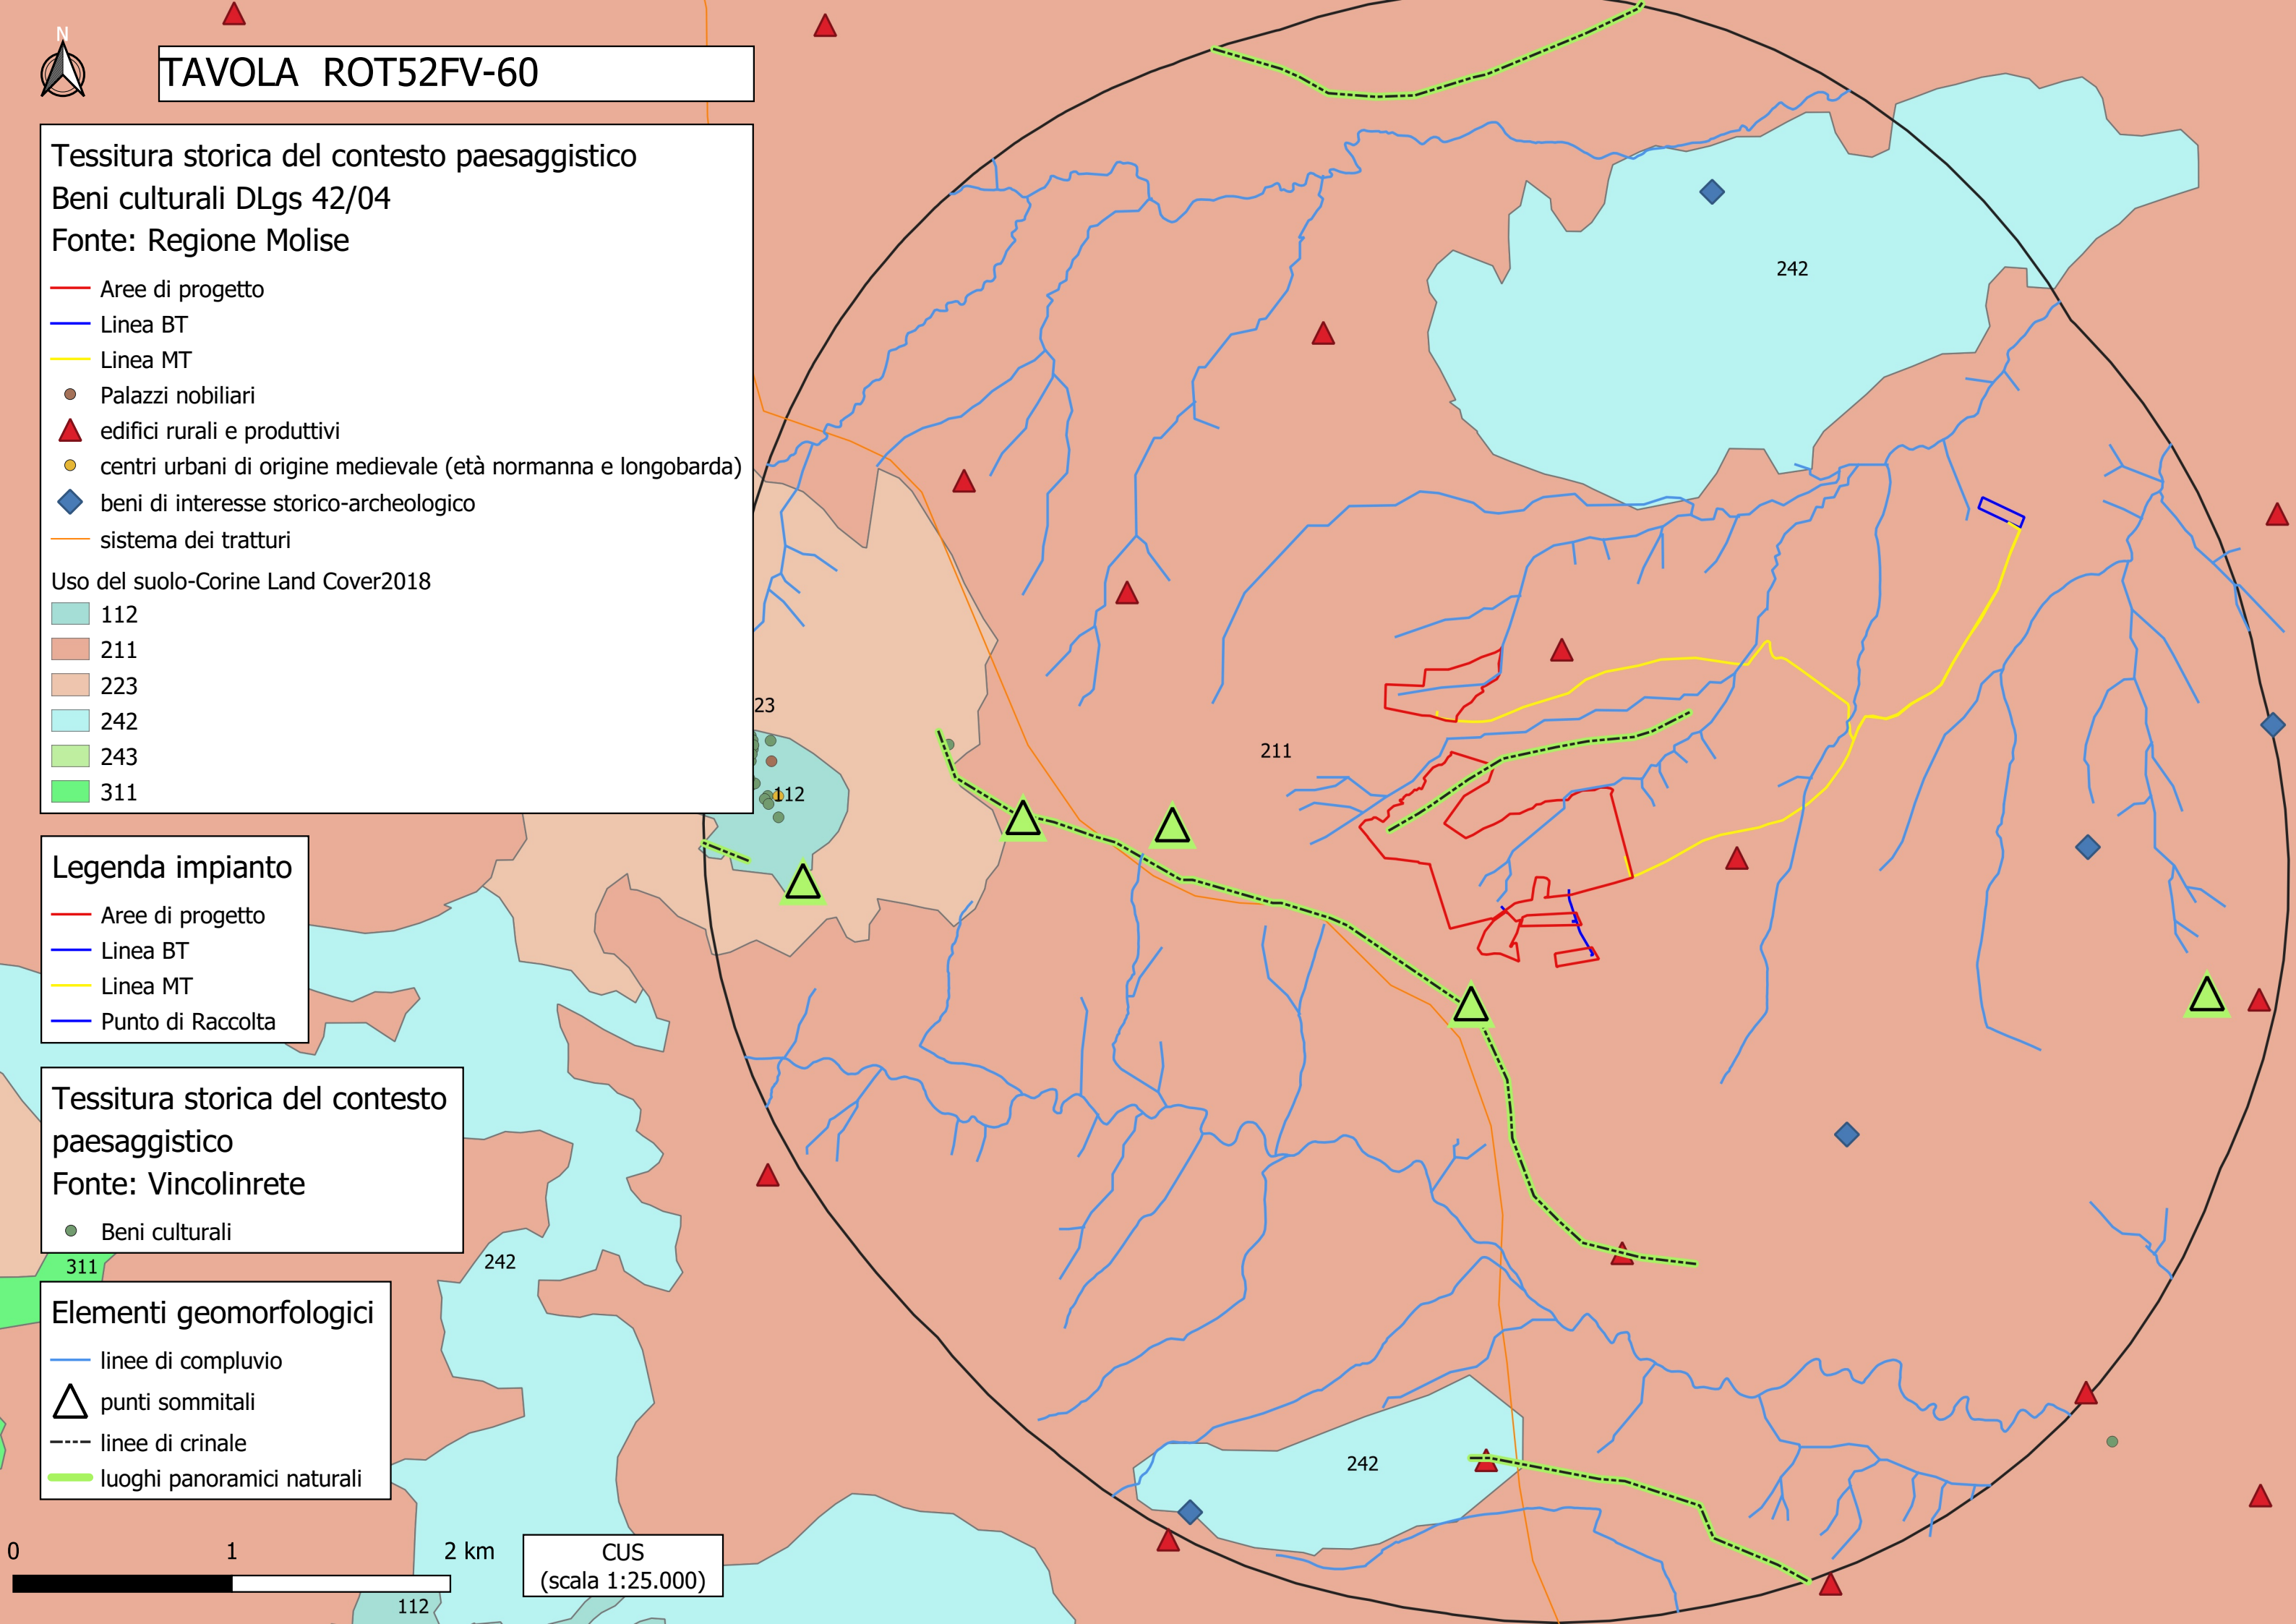 N
TAVOLA ROT52FV-60
Tessitura storica del contesto paesaggistico
Beni culturali DLgs 42/04
Fonte: Regione Molise
Aree di progetto
Linea BT
Linea MT
Palazzi nobiliari
edifici rurali e produttivi
centri urbani di origine medievale (età normanna e longobarda)
beni di interesse storico-archeologico
sistema dei tratturi
Uso del suolo-Corine Land Cover2018
112
211
223
242
243
311
Legenda impianto
Aree di progetto
Linea BT
Linea MT
Punto di Raccolta
Tessitura storica del contesto
paesaggistico
Fonte: Vincolinrete
Beni culturali
311
Elementi geomorfologici
linee di compluvio
punti sommitali
linee di crinale
luoghi panoramici naturali
0 1 2 km
CUS
(scala 1:25.000)
112
242
23
112
211
242
242